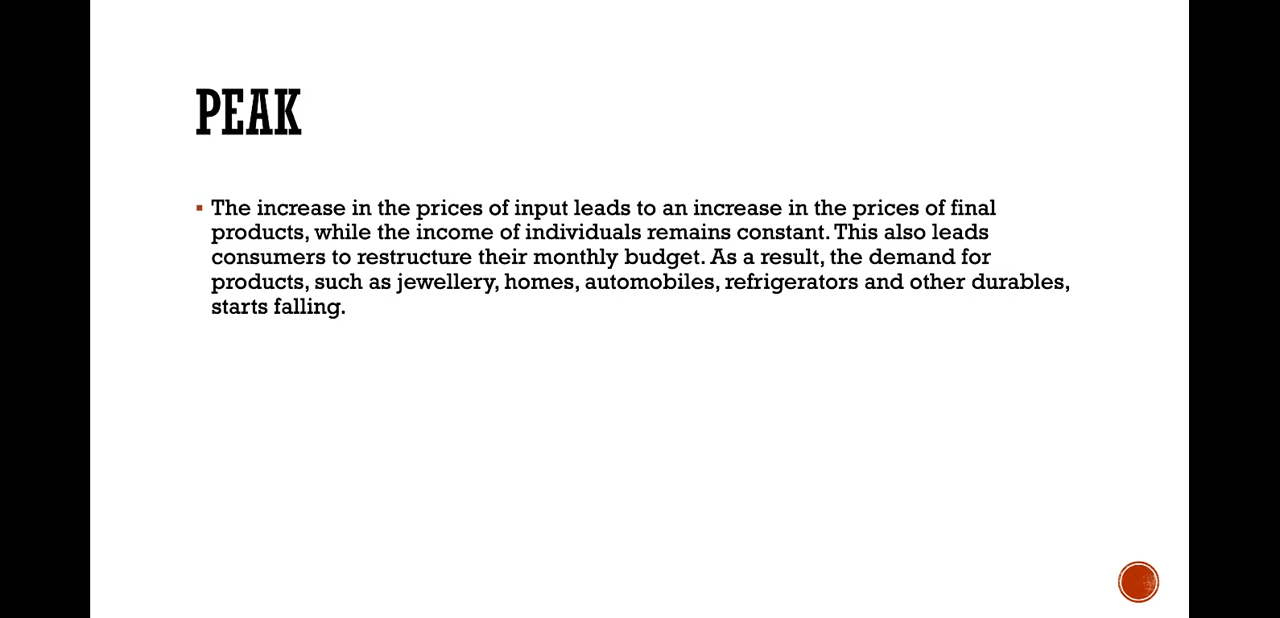 PEAK
▪ The increase in the prices of input leads to an increase in the prices of final
products, while the income of individuals remains constant. This also leads
consumers to restructure their monthly budget. As a result, the demand for
products, such as jewellery, homes, automobiles, refrigerators and other durables,
starts falling.